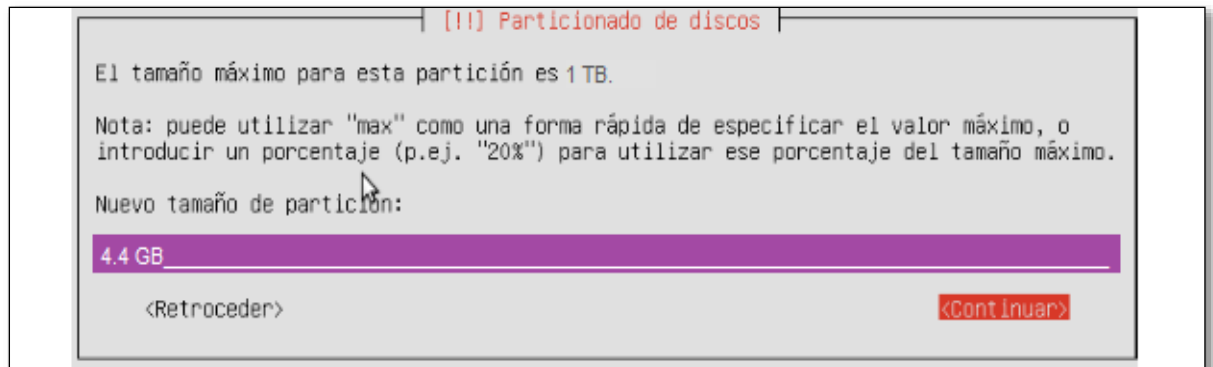 [!!] Particionado de discos
El tamaño máximo para esta partición es 1 TB.
Nota: puede utilizar "max" como una forma rápida de especificar el valor máximo, o
introducir un porcentaje (p.ej. "20%") para utilizar ese porcentaje del tamaño máximo.
Nuevo tamaño de partición:
4.4 GB
<Retroceder> <Continuar>